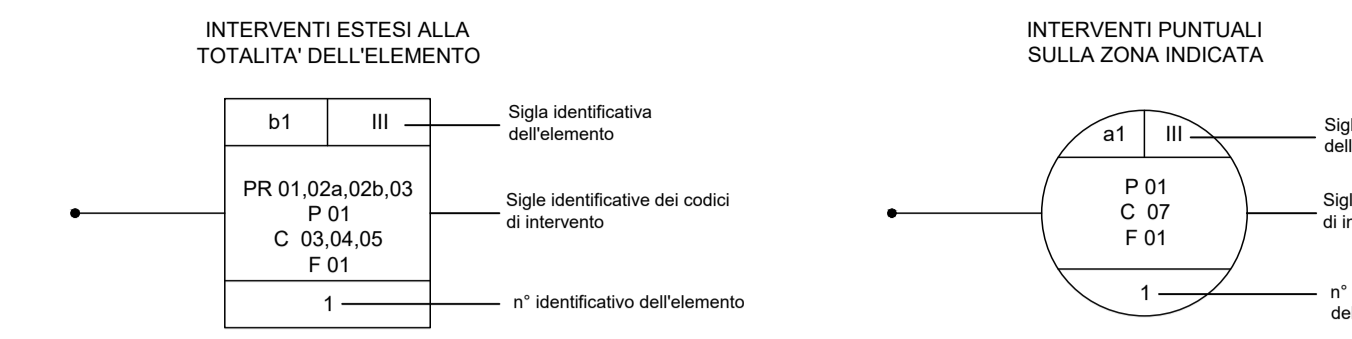 INTERVENTI ESTESI ALLA
TOTALITA' DELL'ELEMENTO
b1 III
Sigla identificativa
dell'elemento
PR 01,02a,02b,03
P 01
C 03,04,05
F 01
Sigle identificative dei codici
di intervento
1
n° identificativo dell'elemento
INTERVENTI PUNTUALI
SULLA ZONA INDICATA
a1 III
P 01
C 07
F 01
di
1
n°